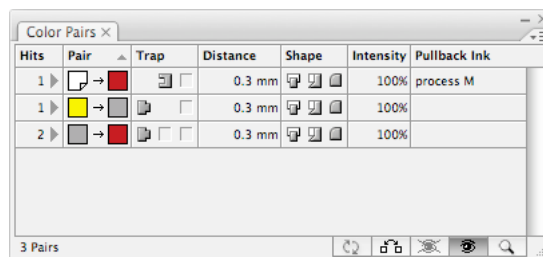 Color Pairs ×
Hits Pair Trap Distance Shape Intensity Pullback Ink
1 0.3 mm 100% process M
1 0.3 mm 100%
2 0.3 mm 100%
3 Pairs